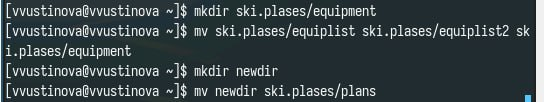 [vvustinova@vvustinova ~]$ mkdir ski.plases/equipment
[vvustinova@vvustinova ~]$ mv ski.plases/equiplist ski.plases/equiplist2 sk
i.plases/equipment
[vvustinova@vvustinova ~]$ mkdir newdir
[vvustinova@vvustinova ~]$ mv newdir ski.plases/plans